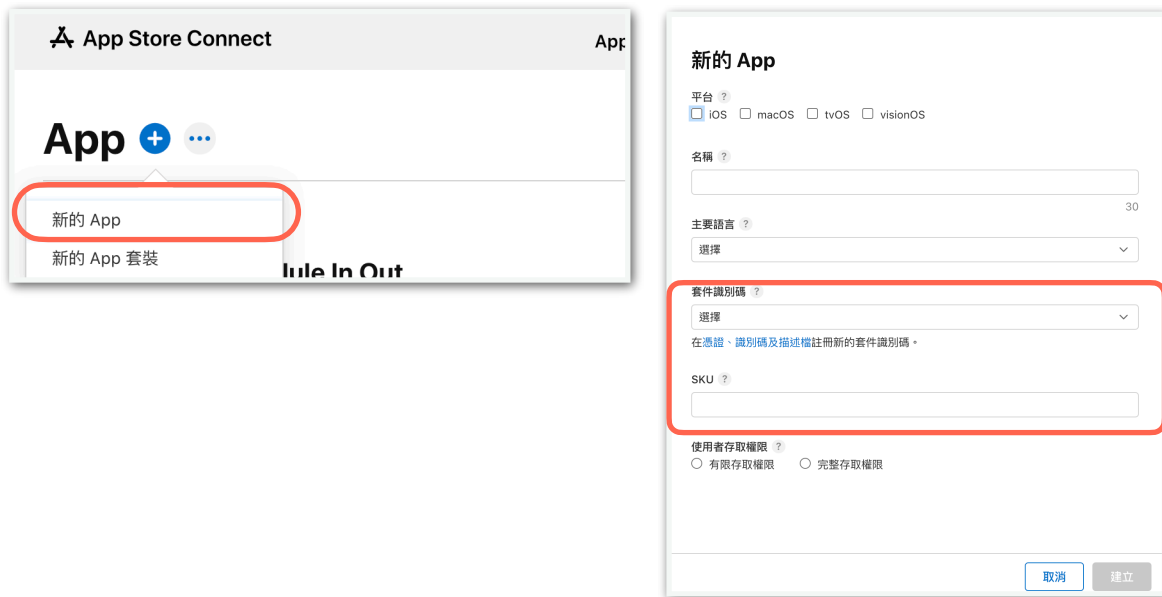 App Store Connect
App
App
新的 App
新的 App 套裝
dule In Out
新的 App
平台 ?
iOS macOS tvOS visionOS
名稱 ?
30
主要語言 ?
選擇
套件識別碼 ?
選擇
在憑證、識別碼及描述檔註冊新的套件識別碼。
SKU ?
使用者存取權限 ?
有限存取權限 完整存取權限
取消 建立